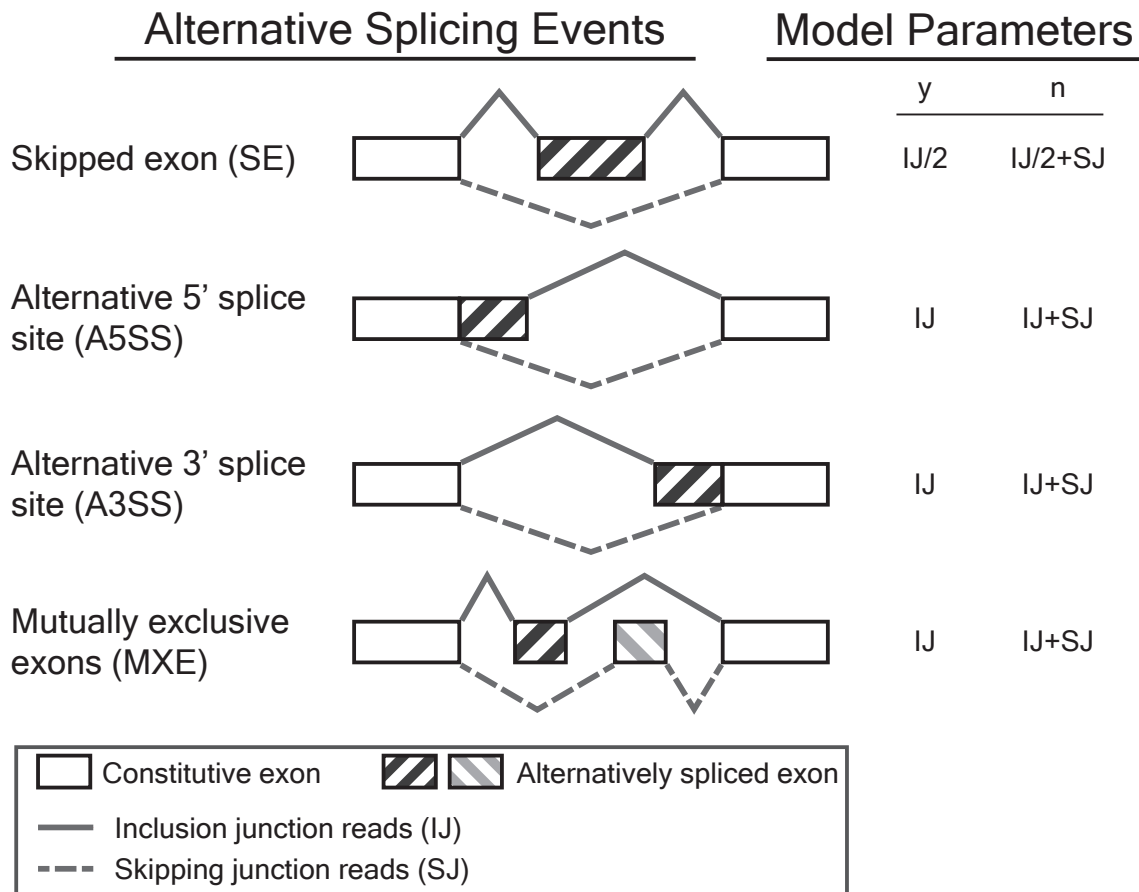 Alternative Splicing Events
Model Parameters
y n
Skipped exon (SE)
IJ/2 IJ/2+SJ
Alternative 5’ splice
site (A5SS)
IJ IJ+SJ
Alternative 3’ splice
site (A3SS)
IJ IJ+SJ
Mutually exclusive
exons (MXE)
IJ IJ+SJ
Constitutive exon
Alternatively spliced exon
Inclusion junction reads (IJ)
Skipping junction reads (SJ)